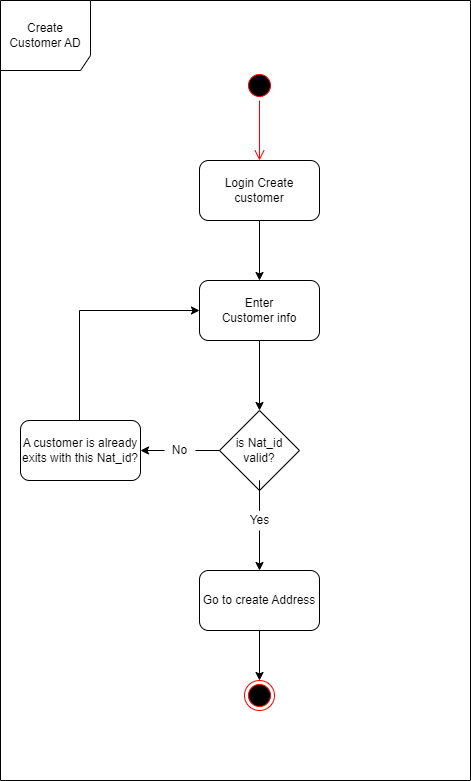 Create
Customer AD
Login Create
customer
Enter
Customer info
is Nat_id
valid?
No
A customer is already
exits with this Nat_id?
Yes
Go to create Address